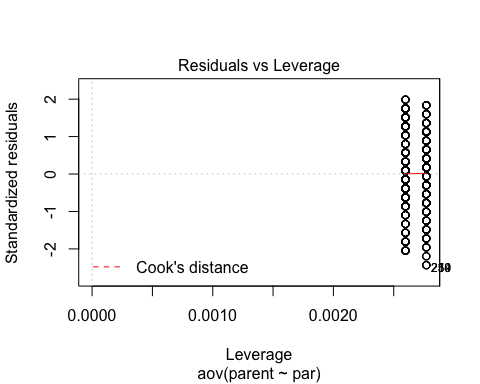 Residuals vs Leverage
Standardized residuals
2
1
0
-1
-2
Cook's distance
0.0000
0.0010
0.0020
Leverage
aov(parent ~ par)